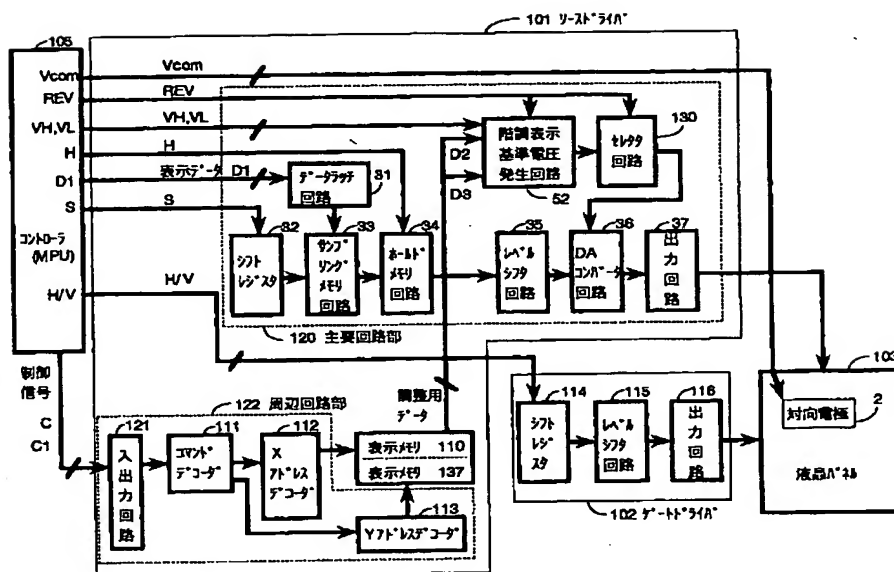 101 ソースドライバ
105
Vcom
Vcom
REV
REV
130
VH,VL
VH,VL
階調表示
基準電圧
発生回路
セレクタ
回路
H
H
D2
D1
表示データ D1
データラッチ
回路
31
D3
52
S
S
コントローラ
(MPU)
32
33
34
35
36
37
シフト
レジスタ
サンプ
リング
メモリ
回路
ホールド
メモリ
回路
レベル
シフタ
回路
DA
コンバータ
回路
出力回路
H/V
H/V
120 主要回路部
制御
信号
C
C1
122 周辺回路部
調整用
データ
103
121
111
112
入出力回路
コマンド
デコーダ
X
アドレス
デコーダ
表示メモリ 110
表示メモリ 137
113
Yアドレスデコーダ
114
115
116
シフト
レジスタ
レベル
シフタ
回路
出力回路
102 ゲートドライバ
対向電極
2
液晶パネル